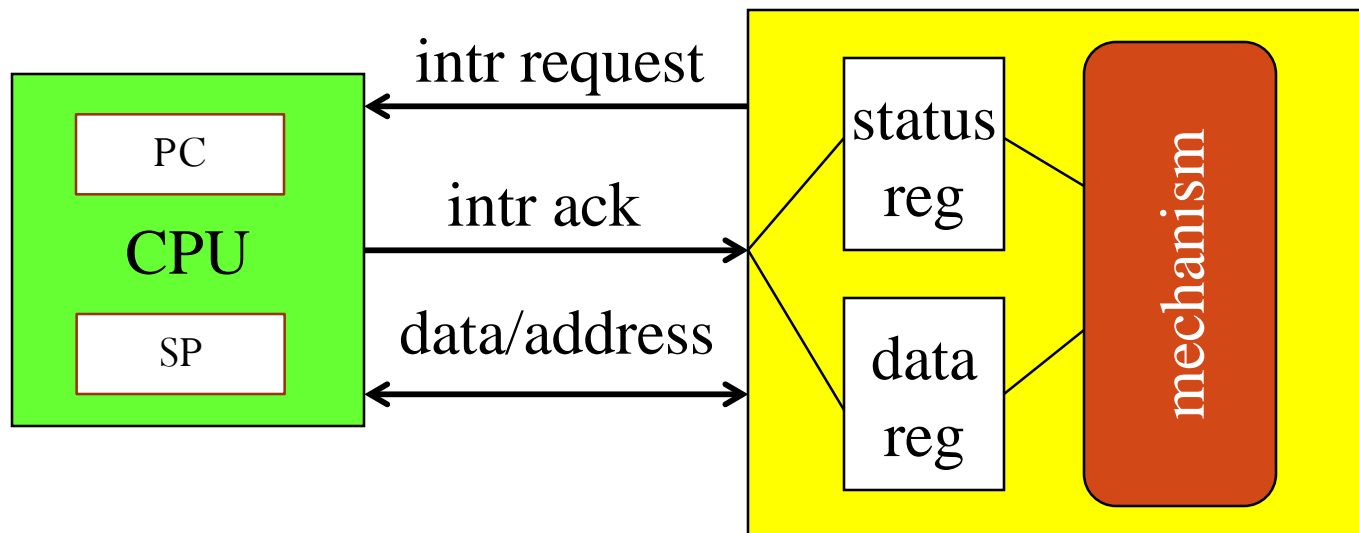 intr request
PC
CPU
SP
intr ack
data/address
status
reg
data
reg
mechanism